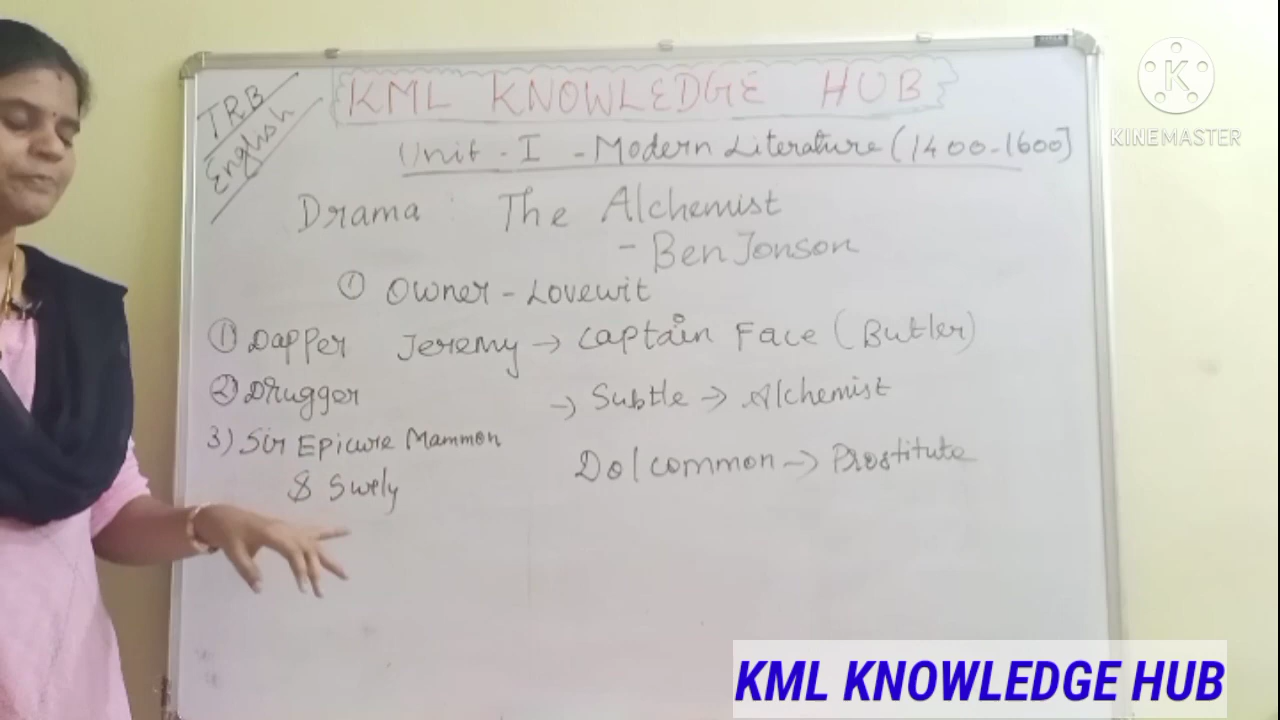 TRB
English
KML KNOWLEDGE HUB
Unit - I - Modern Literature (1400-1600]
Drama : The Alchemist
- Ben Jonson
① Owner - Lovewit
① Dapper Jeremy → Captain Face (Butler)
② Drugger → Subtle → Alchemist
3) Sir Epicure Mammon Dol common → Prostitute
& Swrly
K
KINEMASTER
KML KNOWLEDGE HUB